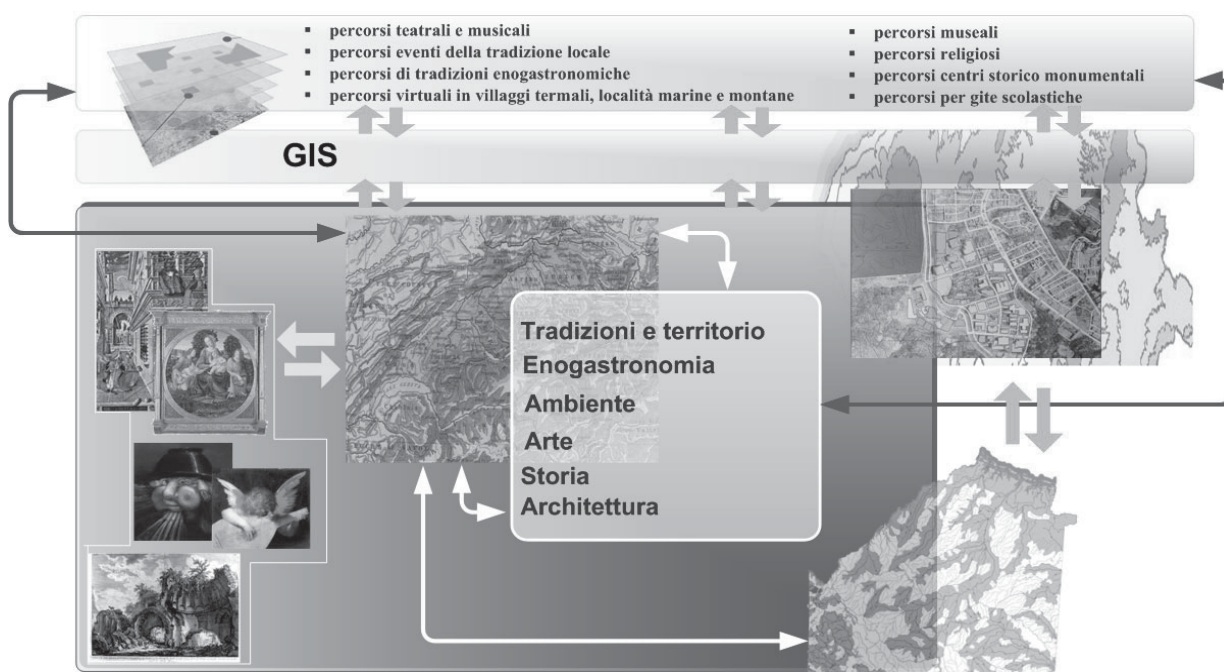 percorsi teatrali e musicali
percorsi eventi della tradizione locale
percorsi di tradizioni enogastronomiche
percorsi virtuali in villaggi termali, località marine e montane
percorsi museali
percorsi religiosi
percorsi centri storico monumentali
percorsi per gite scolastiche
GIS
Tradizioni e territorio
Enogastronomia
Ambiente
Arte
Storia
Architettura